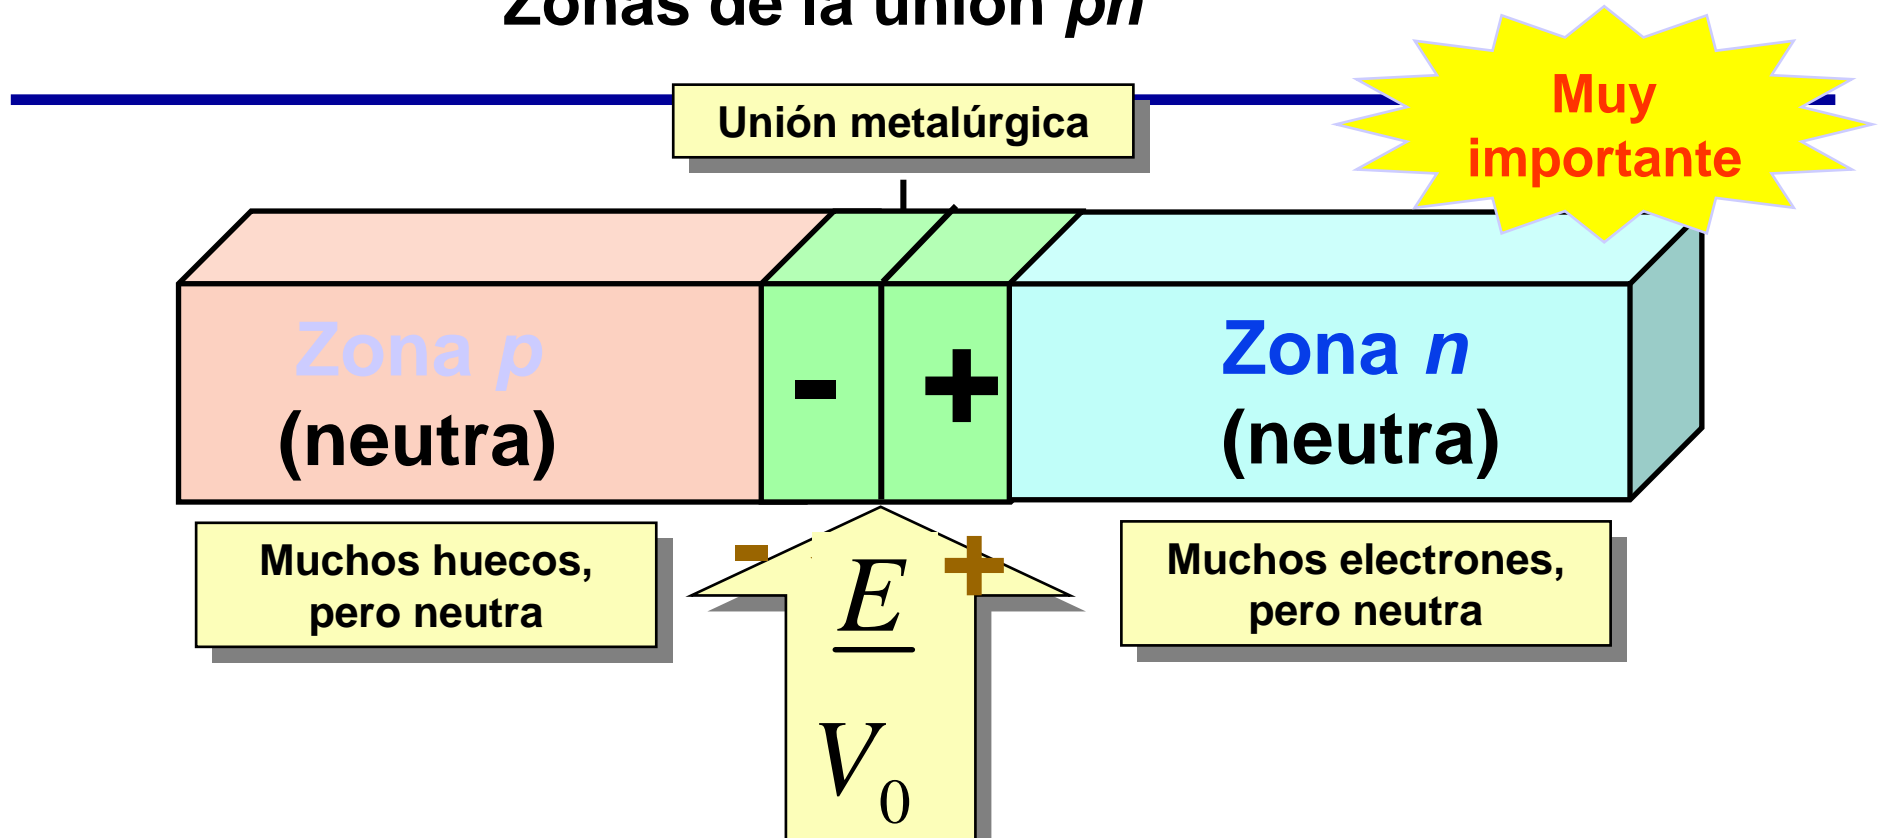 Zonas de la unión pn
Muy
importante
Unión metalúrgica
Zona p
(neutra)
-
+
Zona n
(neutra)
Muchos huecos,
pero neutra
- E +
V0
Muchos electrones,
pero neutra